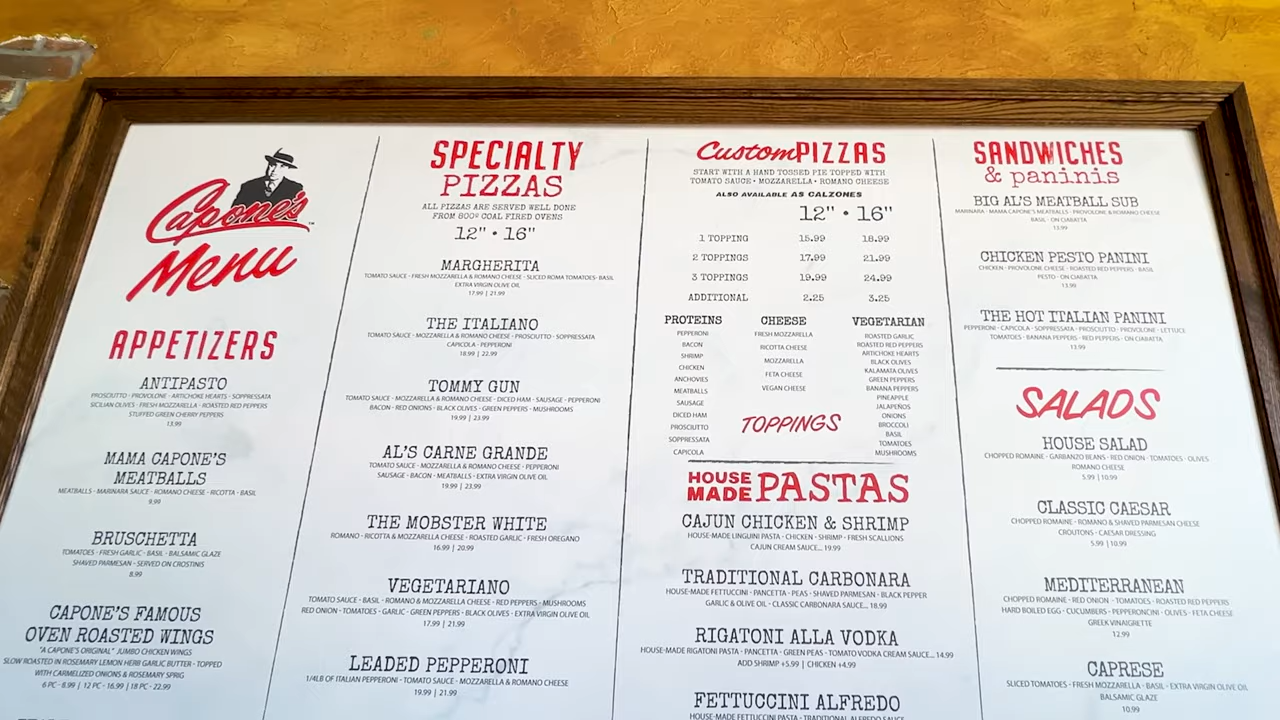 Capone's
Menu
APPETIZERS
ANTIPASTO
PROSCIUTTO - PROVOLONE - ARTICHOKE HEARTS - SOPPRESSATA
SICILIAN OLIVES - FRESH MOZZARELLA - ROASTED RED PEPPERS
STUFFED GREEN CHERRY PEPPERS
13.99
MAMA CAPONE'S
MEATBALLS
MEATBALLS - MARINARA SAUCE - ROMANO CHEESE - RICOTTA - BASIL
9.99
BRUSCHETTA
TOMATOES - FRESH GARLIC - BASIL - BALSAMIC GLAZE
SHAVED PARMESAN - SERVED ON CROSTINIS
8.99
CAPONE'S FAMOUS
OVEN ROASTED WINGS
"A CAPONE'S ORIGINAL" JUMBO CHICKEN WINGS
SLOW ROASTED IN ROSEMARY LEMON HERB GARLIC BUTTER - TOPPED
WITH CARMELIZED ONIONS & ROSEMARY SPRIG
6 PC - 8.99 | 12 PC - 16.99 | 18 PC - 22.99
SPECIALTY
PIZZAS
ALL PIZZAS ARE SERVED WELL DONE
FROM 800º COAL FIRED OVENS
12" • 16"
MARGHERITA
TOMATO SAUCE - FRESH MOZZARELLA & ROMANO CHEESE - SLICED ROMA TOMATOES- BASIL
EXTRA VIRGIN OLIVE OIL
17.99 | 21.99
THE ITALIANO
TOMATO SAUCE - MOZZARELLA & ROMANO CHEESE - PROSCIUTTO - SOPPRESSATA
CAPICOLA - PEPPERONI
18.99 | 22.99
TOMMY GUN
TOMATO SAUCE - MOZZARELLA & ROMANO CHEESE - DICED HAM - SAUSAGE - PEPPERONI
BACON - RED ONIONS - BLACK OLIVES - GREEN PEPPERS - MUSHROOMS
19.99 | 23.99
AL'S CARNE GRANDE
TOMATO SAUCE - MOZZARELLA & ROMANO CHEESE - PEPPERONI
SAUSAGE - BACON - MEATBALLS - EXTRA VIRGIN OLIVE OIL
19.99 | 23.99
THE MOBSTER WHITE
ROMANO - RICOTTA & MOZZARELLA CHEESE - ROASTED GARLIC - FRESH OREGANO
16.99 | 20.99
VEGETARIANO
TOMATO SAUCE - BASIL - ROMANO & MOZZARELLA CHEESE - RED PEPPERS - MUSHROOMS
RED ONION - TOMATOES - GARLIC - GREEN PEPPERS - BLACK OLIVES - EXTRA VIRGIN OLIVE OIL
17.99 | 21.99
LEADED PEPPERONI
1/4LB OF ITALIAN PEPPERONI - TOMATO SAUCE - MOZZARELLA & ROMANO CHEESE
19.99 | 21.99
Custom PIZZAS
START WITH A HAND TOSSED PIE TOPPED WITH
TOMATO SAUCE • MOZZARELLA • ROMANO CHEESE
ALSO AVAILABLE AS CALZONES
12" • 16"
1 TOPPING 15.99 18.99
2 TOPPINGS 17.99 21.99
3 TOPPINGS 19.99 24.99
ADDITIONAL 2.25 3.25
PROTEINS
PEPPERONI
BACON
SHRIMP
CHICKEN
ANCHOVIES
MEATBALLS
SAUSAGE
DICED HAM
PROSCIUTTO
SOPPRESSATA
CAPICOLA
CHEESE
FRESH MOZZARELLA
RICOTTA CHEESE
MOZZARELLA
FETA CHEESE
VEGAN CHEESE
TOPPINGS
VEGETARIAN
ROASTED GARLIC
ROASTED RED PEPPERS
ARTICHOKE HEARTS
BLACK OLIVES
KALAMATA OLIVES
GREEN PEPPERS
BANANA PEPPERS
PINEAPPLE
JALAPEÑOS
ONIONS
BROCCOLI
BASIL
TOMATOES
MUSHROOMS
HOUSE MADE PASTAS
CAJUN CHICKEN & SHRIMP
HOUSE-MADE LINGUINI PASTA - CHICKEN - SHRIMP - FRESH SCALLIONS
CAJUN CREAM SAUCE... 19.99
TRADITIONAL CARBONARA
HOUSE-MADE FETTUCCINI - PANCETTA - PEAS - SHAVED PARMESAN - BLACK PEPPER
GARLIC & OLIVE OIL - CLASSIC CARBONARA SAUCE... 18.99
RIGATONI ALLA VODKA
HOUSE-MADE RIGATONI PASTA - PANCETTA - GREEN PEAS - TOMATO VODKA CREAM SAUCE... 14.99
ADD SHRIMP +5.99 | CHICKEN +4.99
FETTUCCINI ALFREDO
HOUSE-MADE FETTUCCINI PASTA - TRADITIONAL ALFREDO SAUCE
SANDWICHES
& paninis
BIG AL'S MEATBALL SUB
MARINARA - MAMA CAPONE'S MEATBALLS - PROVOLONE & ROMANO CHEESE
BASIL - ON CIABATTA
13.99
CHICKEN PESTO PANINI
CHICKEN - PROVOLONE CHEESE - ROASTED RED PEPPERS - BASIL
PESTO - ON CIABATTA
13.99
THE HOT ITALIAN PANINI
PEPPERONI - CAPICOLA - SOPPRESSATA - PROSCIUTTO - PROVOLONE - LETTUCE
TOMATOES - BANANA PEPPERS - RED PEPPERS - ON CIABATTA
13.99
SALADS
HOUSE SALAD
CHOPPED ROMAINE - GARBANZO BEANS - RED ONION - TOMATOES - OLIVES
ROMANO CHEESE
5.99 |10.99
CLASSIC CAESAR
CHOPPED ROMAINE - ROMANO & SHAVED PARMESAN CHEESE
CROUTONS - CAESAR DRESSING
5.99 |10.99
MEDITERRANEAN
CHOPPED ROMAINE - RED ONION - TOMATOES - ROASTED RED PEPPERS
HARD BOILED EGG - CUCUMBERS - PEPPERONCINI - OLIVES - FETA CHEESE
GREEK VINAIGRETTE
12.99
CAPRESE
SLICED TOMATOES - FRESH MOZZARELLA - BASIL - EXTRA VIRGIN OLIVE OIL
BALSAMIC GLAZE
10.99